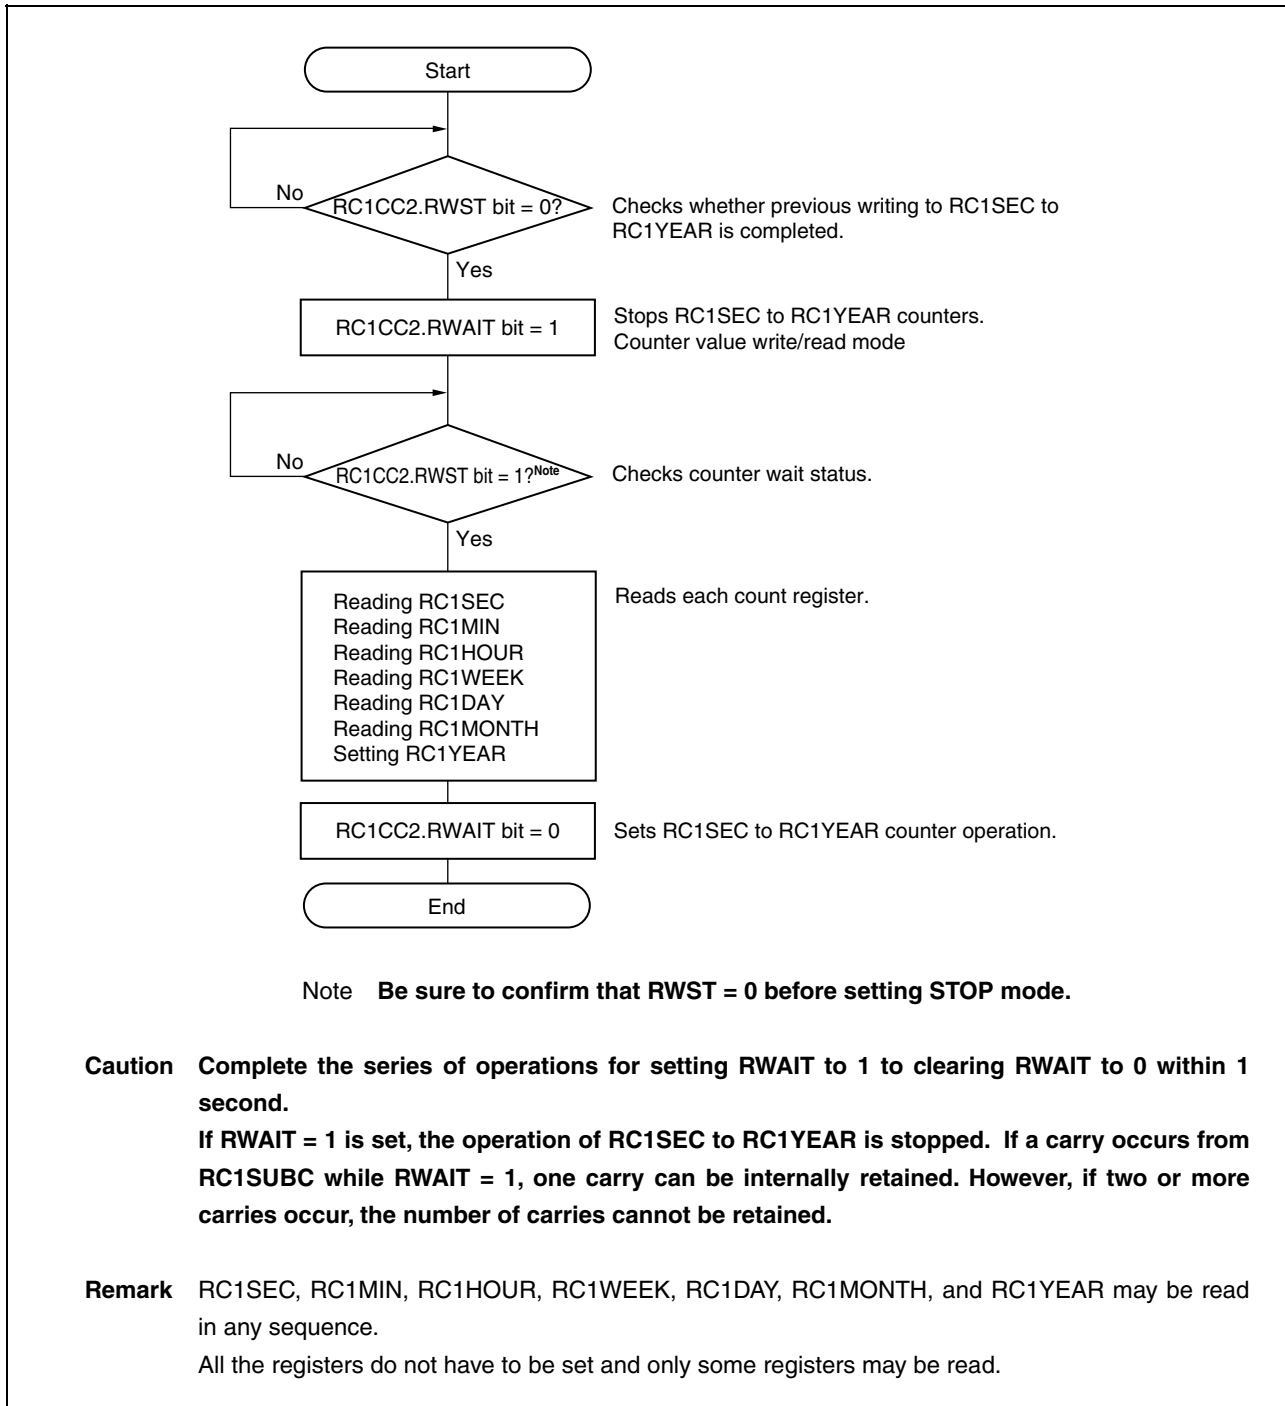 Start
No
RC1CC2.RWST bit = 0?
Checks whether previous writing to RC1SEC to
RC1YEAR is completed.
Yes
RC1CC2.RWAIT bit = 1
Stops RC1SEC to RC1YEAR counters.
Counter value write/read mode
No
RC1CC2.RWST bit = 1?Note
Checks counter wait status.
Yes
Reading RC1SEC
Reading RC1MIN
Reading RC1HOUR
Reading RC1WEEK
Reading RC1DAY
Reading RC1MONTH
Setting RC1YEAR
Reads each count register.
RC1CC2.RWAIT bit = 0
Sets RC1SEC to RC1YEAR counter operation.
End
Note Be sure to confirm that RWST = 0 before setting STOP mode.
Caution Complete the series of operations for setting RWAIT to 1 to clearing RWAIT to 0 within 1
second.
If RWAIT = 1 is set, the operation of RC1SEC to RC1YEAR is stopped. If a carry occurs from
RC1SUBC while RWAIT = 1, one carry can be internally retained. However, if two or more
carries occur, the number of carries cannot be retained.
Remark RC1SEC, RC1MIN, RC1HOUR, RC1WEEK, RC1DAY, RC1MONTH, and RC1YEAR may be read
in any sequence.
All the registers do not have to be set and only some registers may be read.